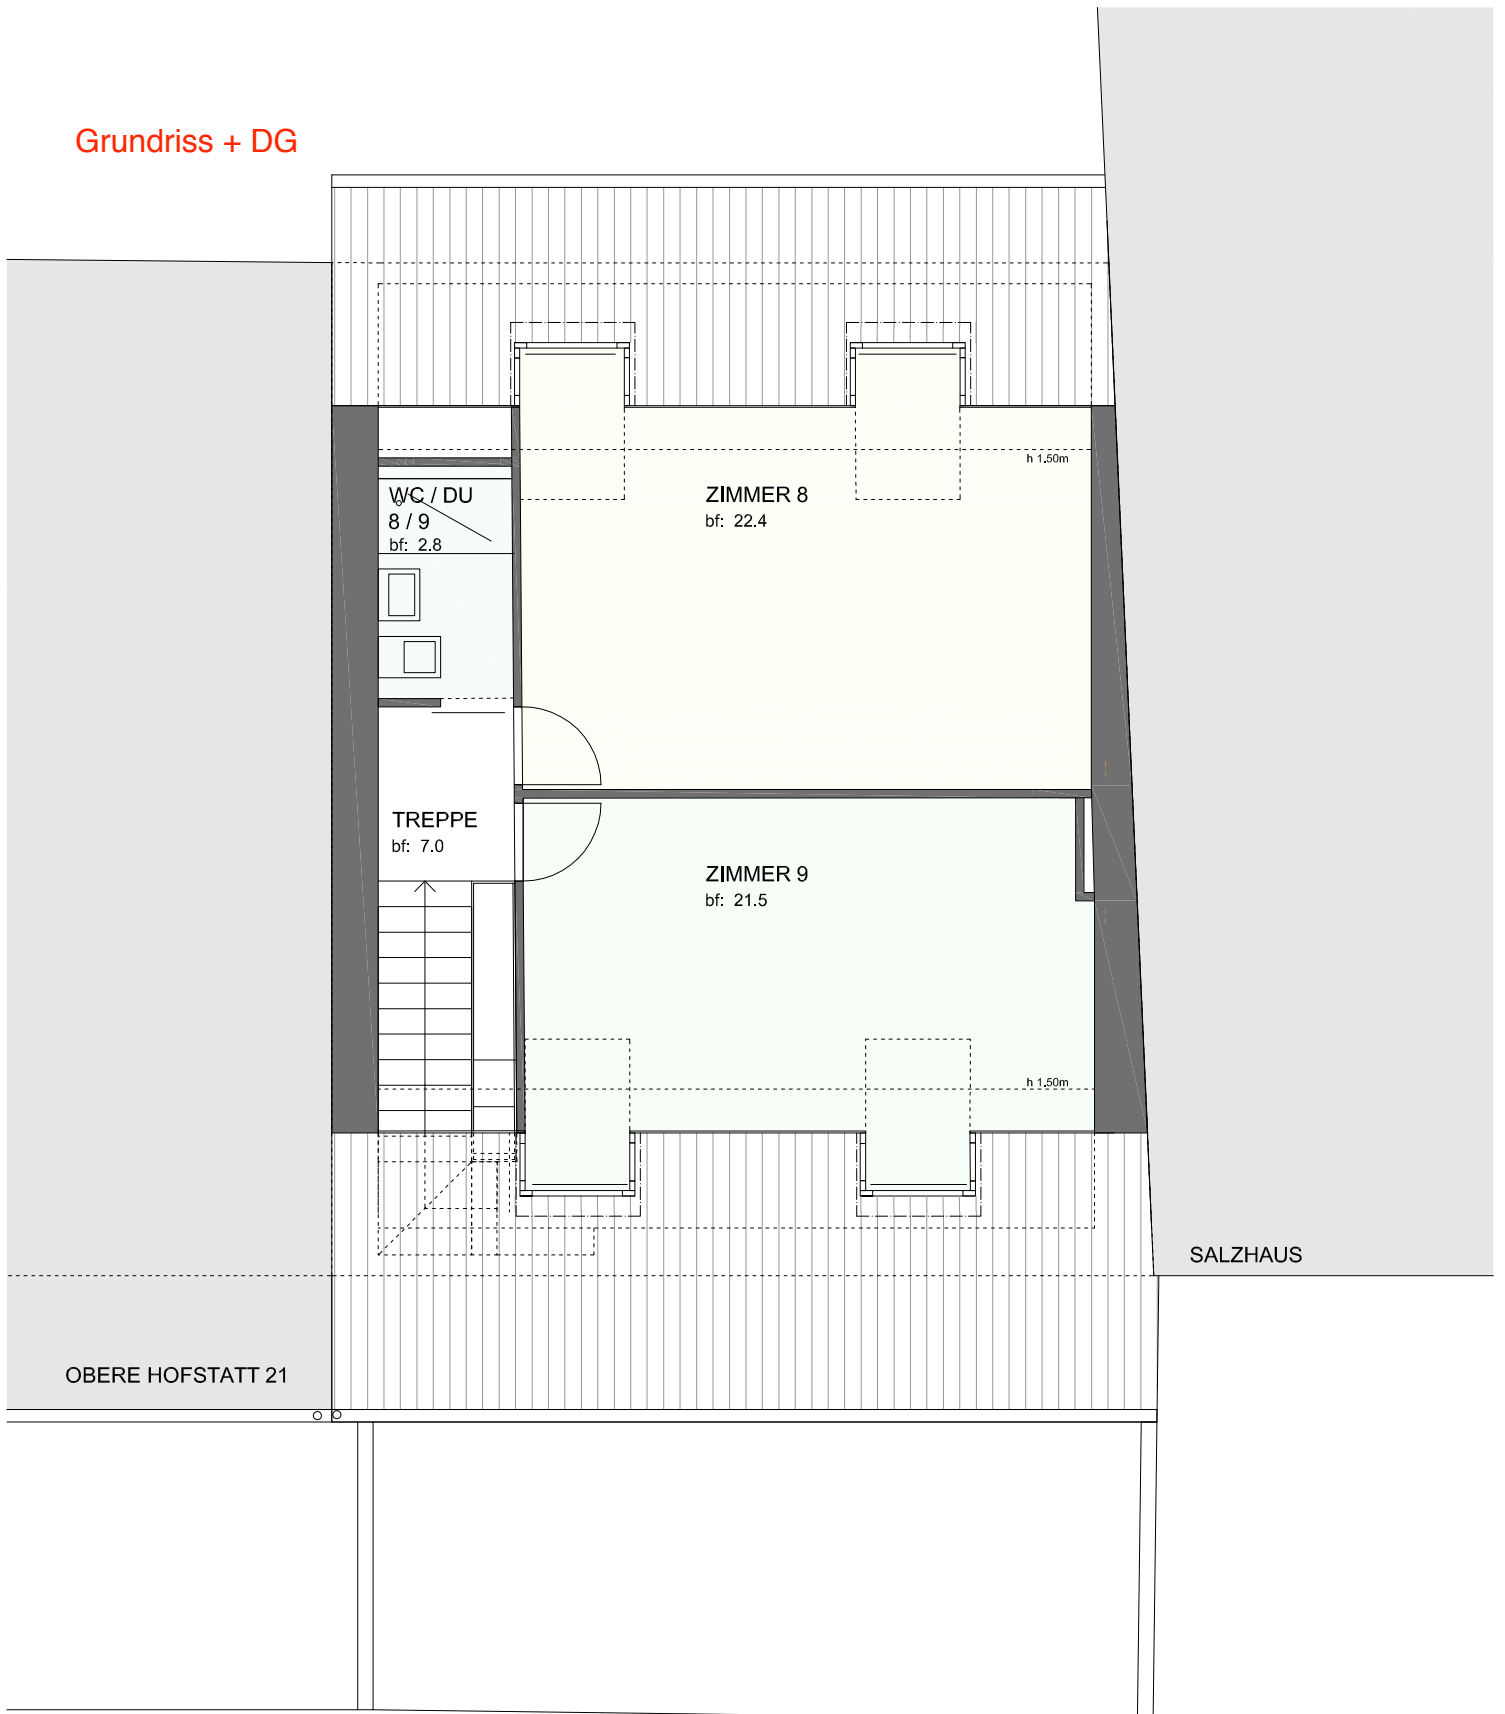 Grundriss + DG
h 1.50m
WC / DU
8 / 9
bf: 2.8
ZIMMER 8
bf: 22.4
TREPPE
bf: 7.0
ZIMMER 9
bf: 21.5
h 1.50m
SALZHAUS
OBERE HOFSTATT 21